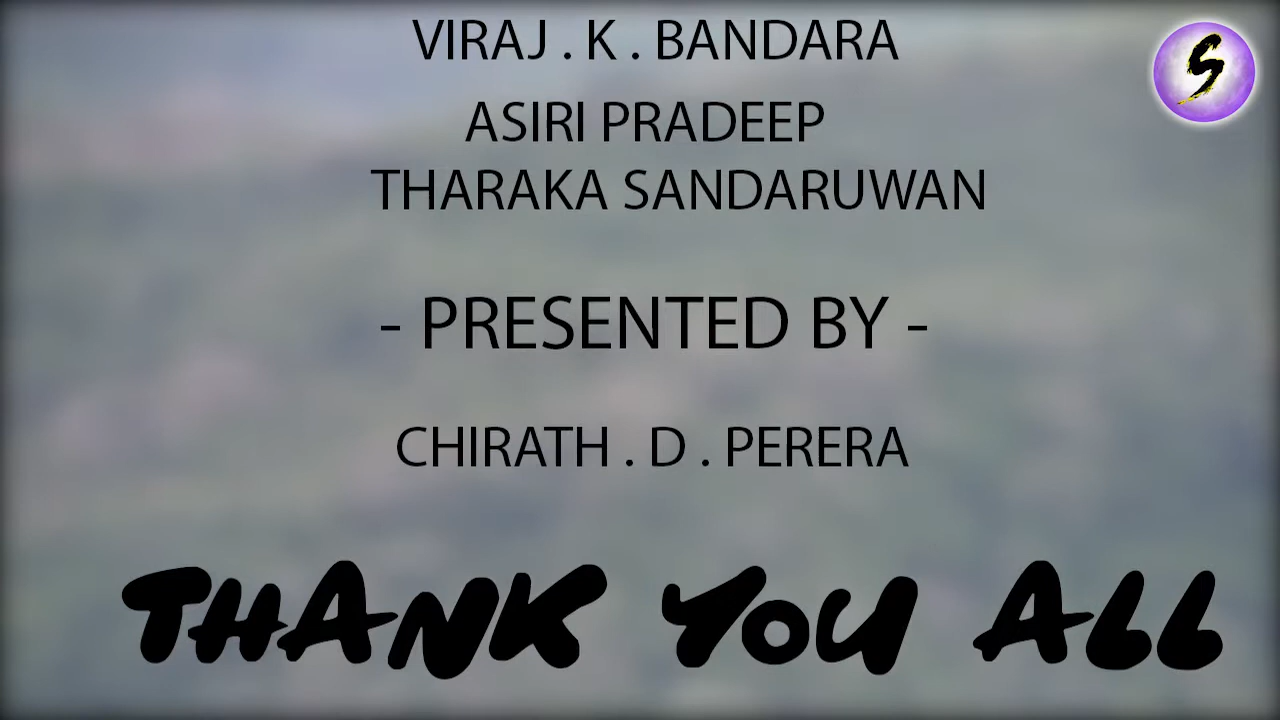 VIRAJ . K . BANDARA
S
ASIRI PRADEEP
THARAKA SANDARUWAN
- PRESENTED BY -
CHIRATH . D . PERERA
THANK YOU ALL